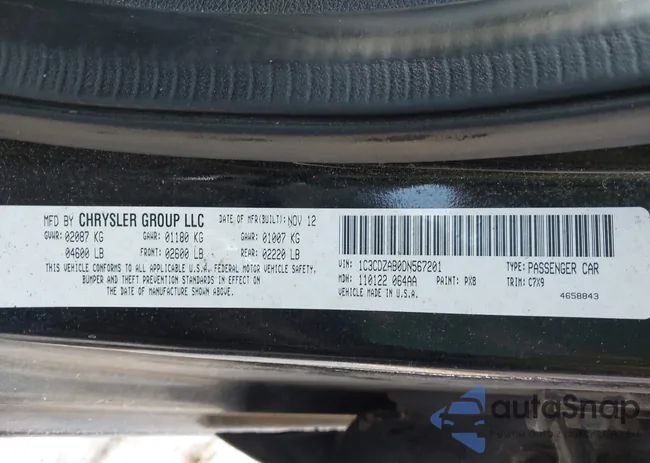 MFD BY CHRYSLER GROUP LLC DATE OF MFR(BUILT): NOV 12
GVWR: 02087 KG GAWR: 01180 KG GAWR: 01007 KG
04600 LB FRONT: 02600 LB REAR: 02220 LB
THIS VEHICLE CONFORMS TO ALL APPLICABLE U.S.A. FEDERAL MOTOR VEHICLE SAFETY,
BUMPER AND THEFT PREVENTION STANDARDS IN EFFECT ON
THE DATE OF MANUFACTURE SHOWN ABOVE.
VIN: 1C3CDZAB0DN567201 TYPE: PASSENGER CAR
MDH: 110122 064AA PAINT: PX8 TRIM: C7X9
VEHICLE MADE IN U.S.A. 4658843
autoSnap